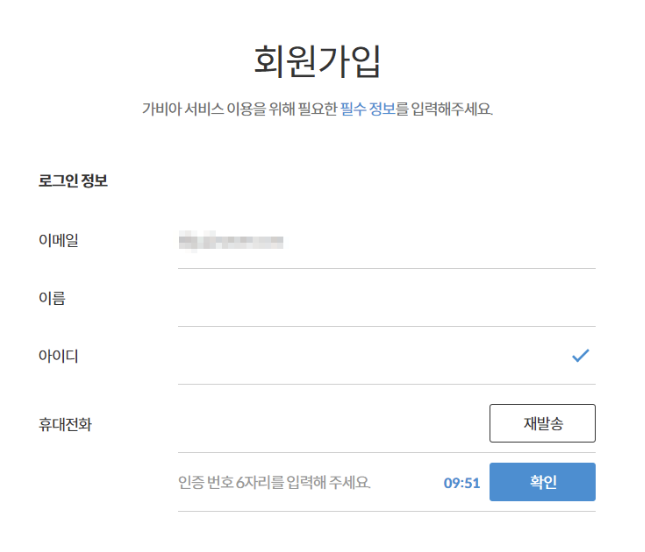 회원가입
가비아 서비스 이용을 위해 필요한 필수 정보를 입력해주세요.
로그인 정보
이메일
이름
아이디
휴대전화
재발송
인증 번호 6자리를 입력해 주세요.
09:51
확인